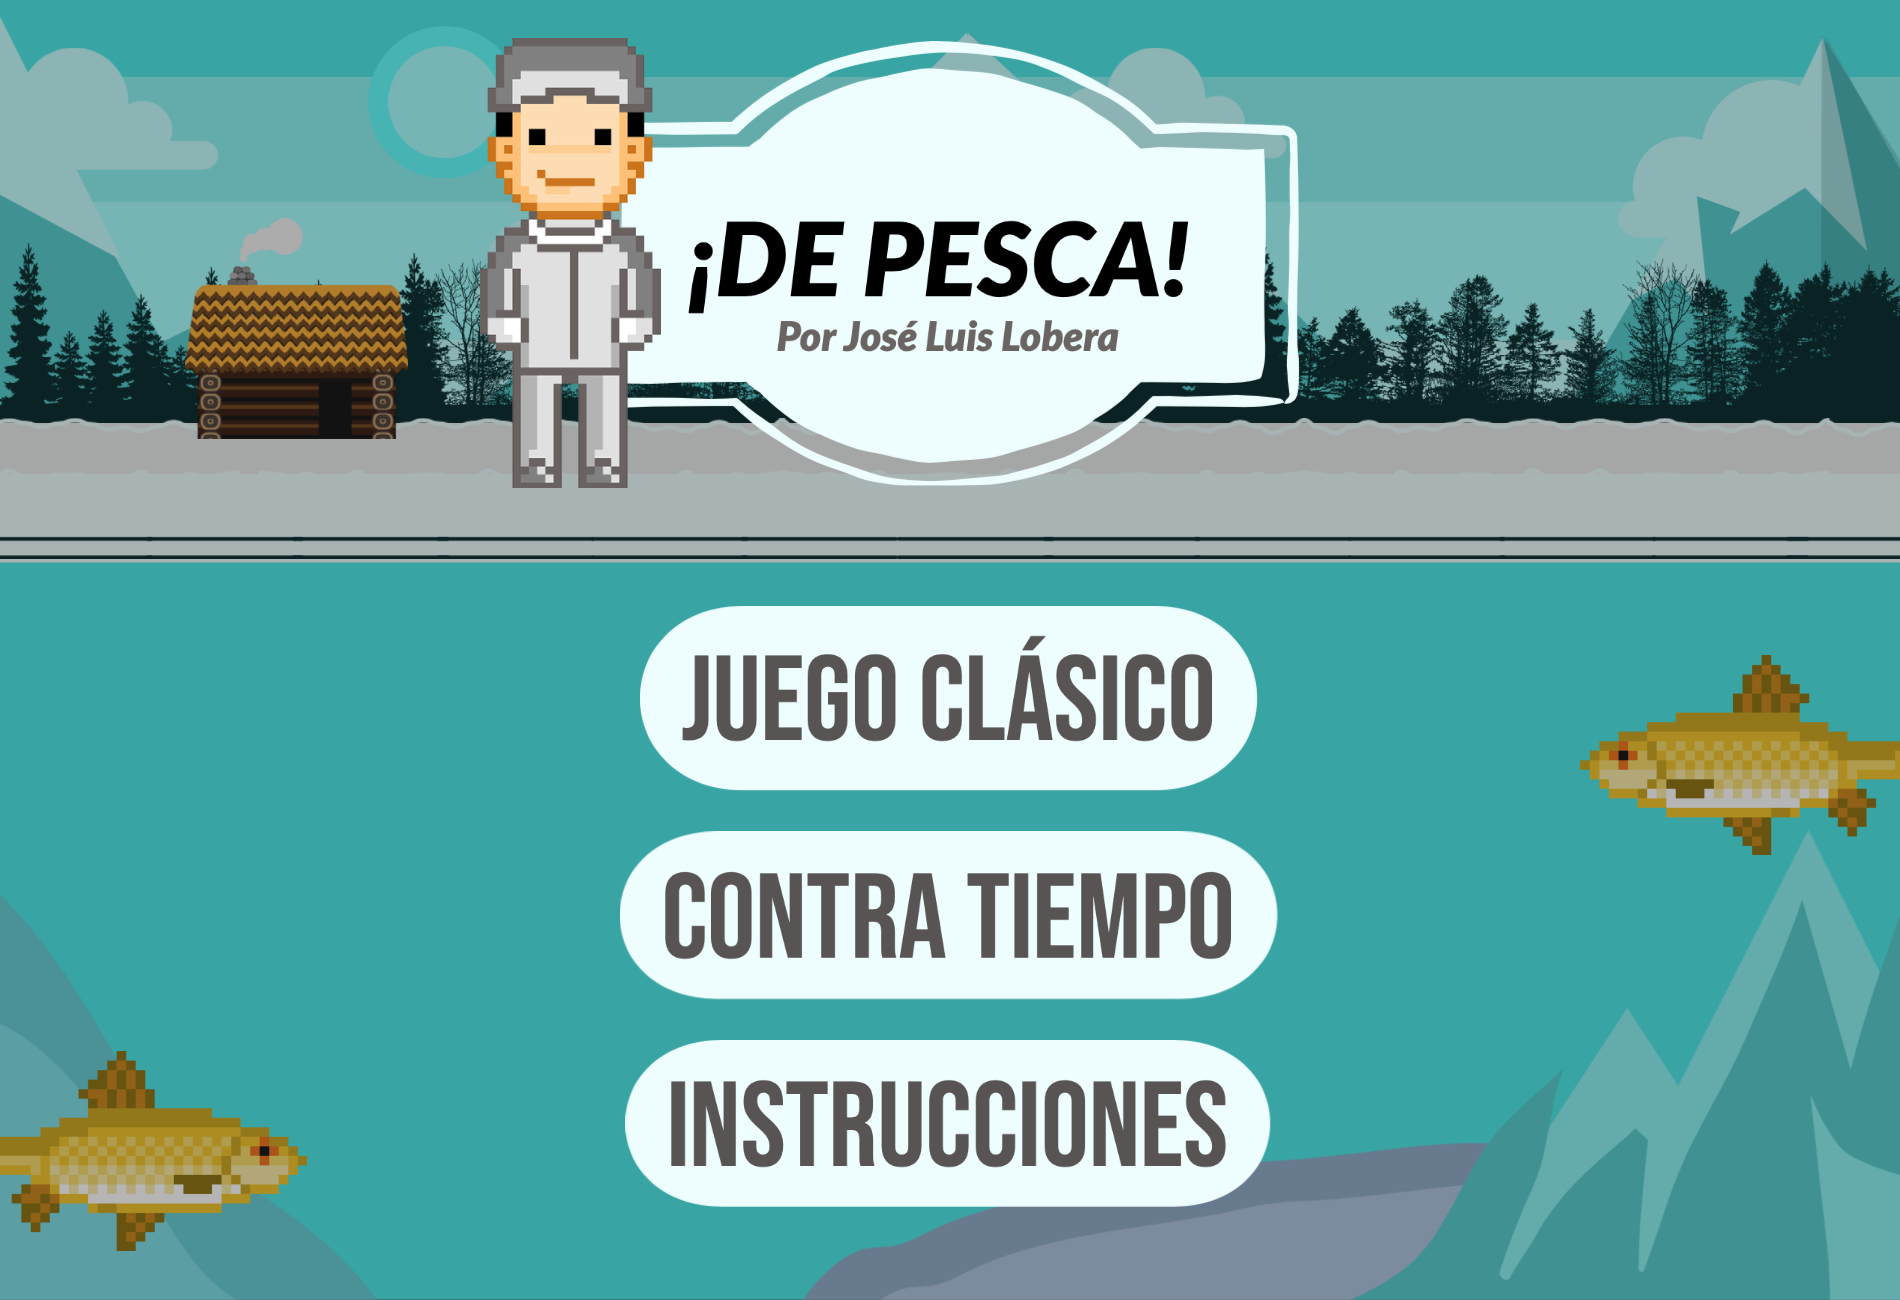 ¡DE PESCA!
Por José Luis Lobera
JUEGO CLÁSICO
CONTRA TIEMPO
INSTRUCCIONES